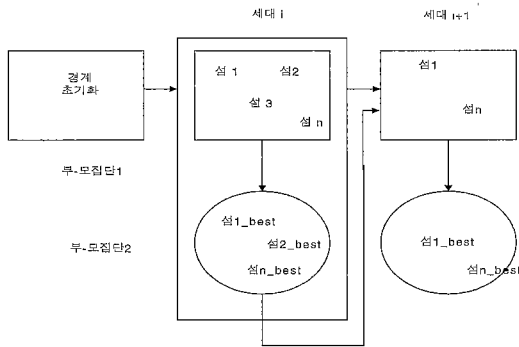 세대 i
세대 i+1
경계
초기화
섬 1
섬2
섬 3
섬 n
섬1
섬n
부-모집단1
부-모집단2
섬1_best
섬2_best
섬n_best
섬1_best
섬n_best